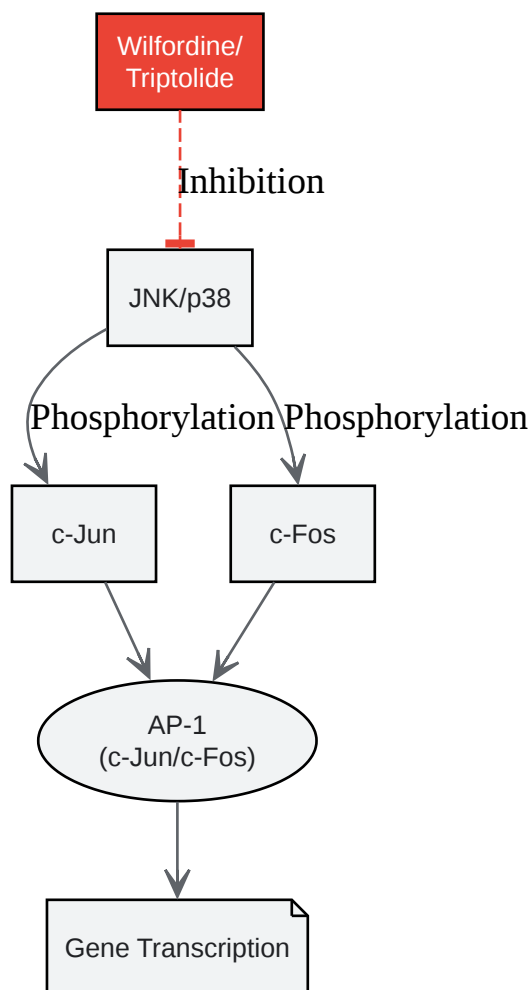 Wilfordine/
Triptolide
Inhibition
JNK/p38
Phosphorylation
Phosphorylation
c-Jun
c-Fos
AP-1
(c-Jun/c-Fos)
Gene Transcription